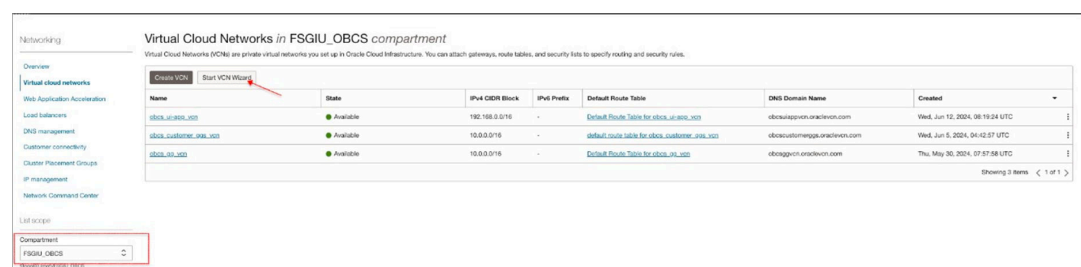 Networking
Overview
Virtual cloud networks
Web Application Acceleration
Load balancers
DNS management
Customer connectivity
Cluster Placement Groups
IP management
Network Command Center
List scope
Compartment
FSGIU_OBCS
Virtual Cloud Networks in FSGIU_OBCS compartment
Virtual Cloud Networks (VCNs) are private virtual networks you set up in Oracle Cloud Infrastructure. You can attach gateways, route tables, and security lists to specify routing and security rules.
Create VCN Start VCN Wizard
Name State IPv4 CIDR Block IPv6 Prefix Default Route Table DNS Domain Name Created
obcs_ui-app_vcn Available 192.168.0.0/16 - Default Route Table for obcs_ui-app_vcn obcsuiappvcn.oraclevcn.com Wed, Jun 12, 2024, 08:19:24 UTC
obcs_customer_ggs_vcn Available 10.0.0.0/16 - default route table for obcs_customer_ggs_vcn obcscustomerggs.oraclevcn.com Wed, Jun 5, 2024, 04:42:57 UTC
obcs_gg_vcn Available 10.0.0.0/16 - Default Route Table for obcs_gg_vcn obcsggvcn.oraclevcn.com Thu, May 30, 2024, 07:57:58 UTC
Showing 3 items < 1 of 1 >